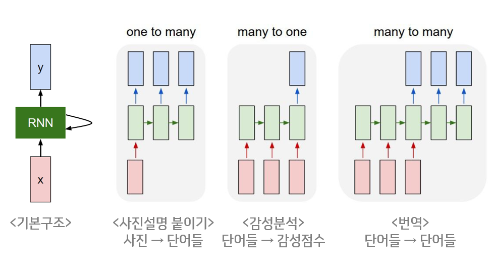 one to many
many to one
many to many
y
RNN
x
<기본구조>
<사진설명 붙이기>
사진 → 단어들
<감성분석>
단어들 → 감성점수
<번역>
단어들 → 단어들